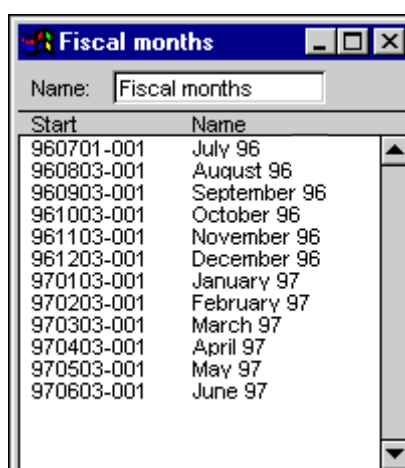 Fiscal months
Name: Fiscal months
Start Name
960701-001 July 96
960803-001 August 96
960903-001 September 96
961003-001 October 96
961103-001 November 96
961203-001 December 96
970103-001 January 97
970203-001 February 97
970303-001 March 97
970403-001 April 97
970503-001 May 97
970603-001 June 97